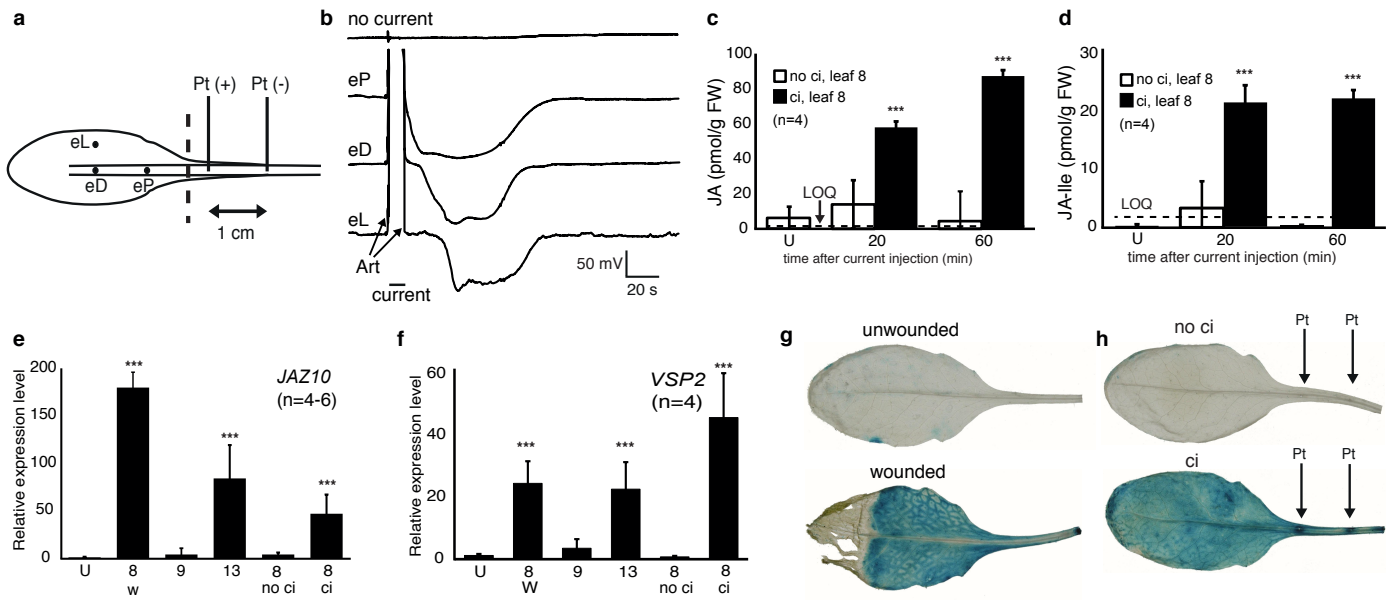 a
Pt (+) Pt (-)
eL
eD eP
1 cm
b
no current
eP
eD
eL
Art
current
50 mV
20 s
c
JA (pmol/g FW)
100
80
60
40
20
0
no ci, leaf 8
ci, leaf 8
(n=4)
***
***
LOQ
U 20 60
time after current injection (min)
d
JA-Ile (pmol/g FW)
30
20
10
0
no ci, leaf 8
ci, leaf 8
(n=4)
***
***
LOQ
U 20 60
time after current injection (min)
e
Relative expression level
200
150
100
50
0
JAZ10
(n=4-6)
***
***
***
U 8 9 13 8 8
w no ci ci
f
Relative expression level
60
40
20
0
VSP2
(n=4)
***
***
***
U 8 9 13 8 8
W no ci ci
g
unwounded
wounded
h
no ci
Pt Pt
ci
Pt Pt